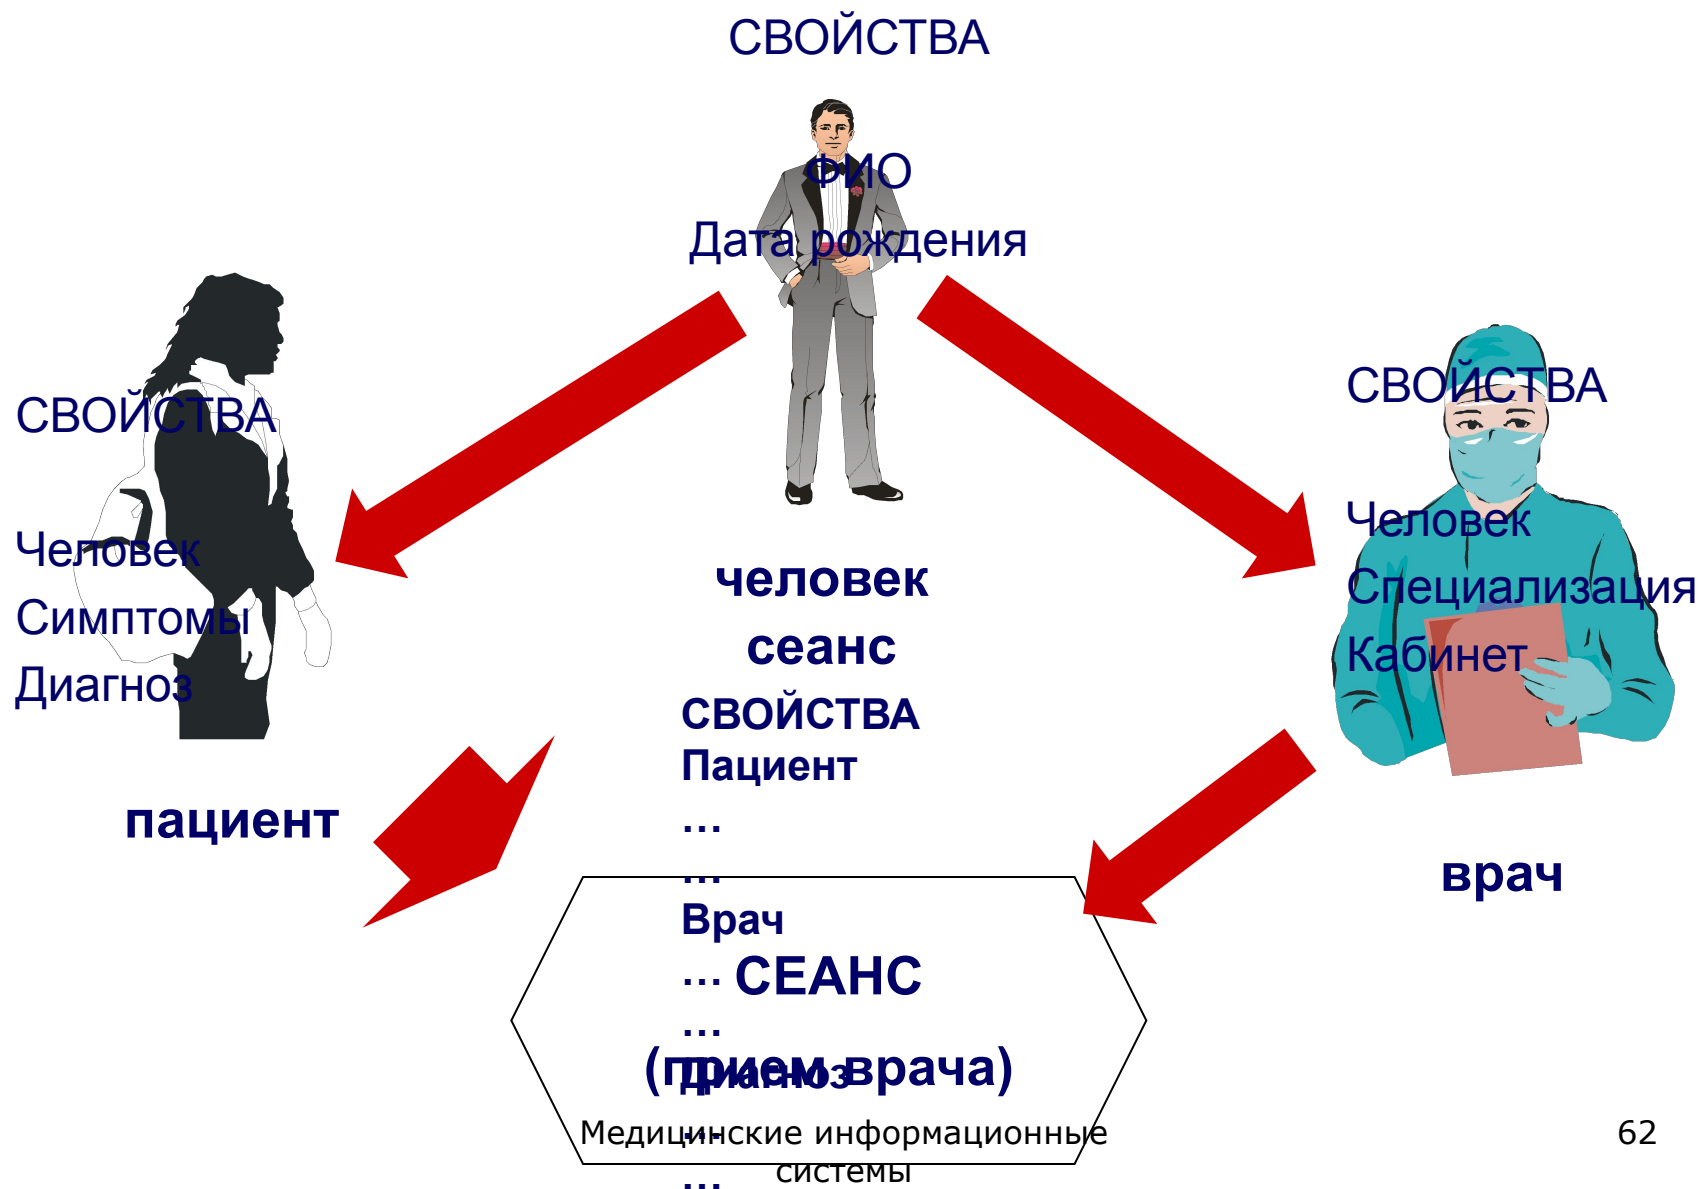 СВОЙСТВА
ФИО
Дата рождения
СВОЙСТВА
Человек
Симптомы
Диагноз
пациент
СВОЙСТВА
Человек
Специализация
Кабинет
врач
человек
сеанс
СВОЙСТВА
Пациент
...
...
Врач
...
...
Диагноз
...
...
СЕАНС
(прием врача)
Медицинские информационные
системы
62